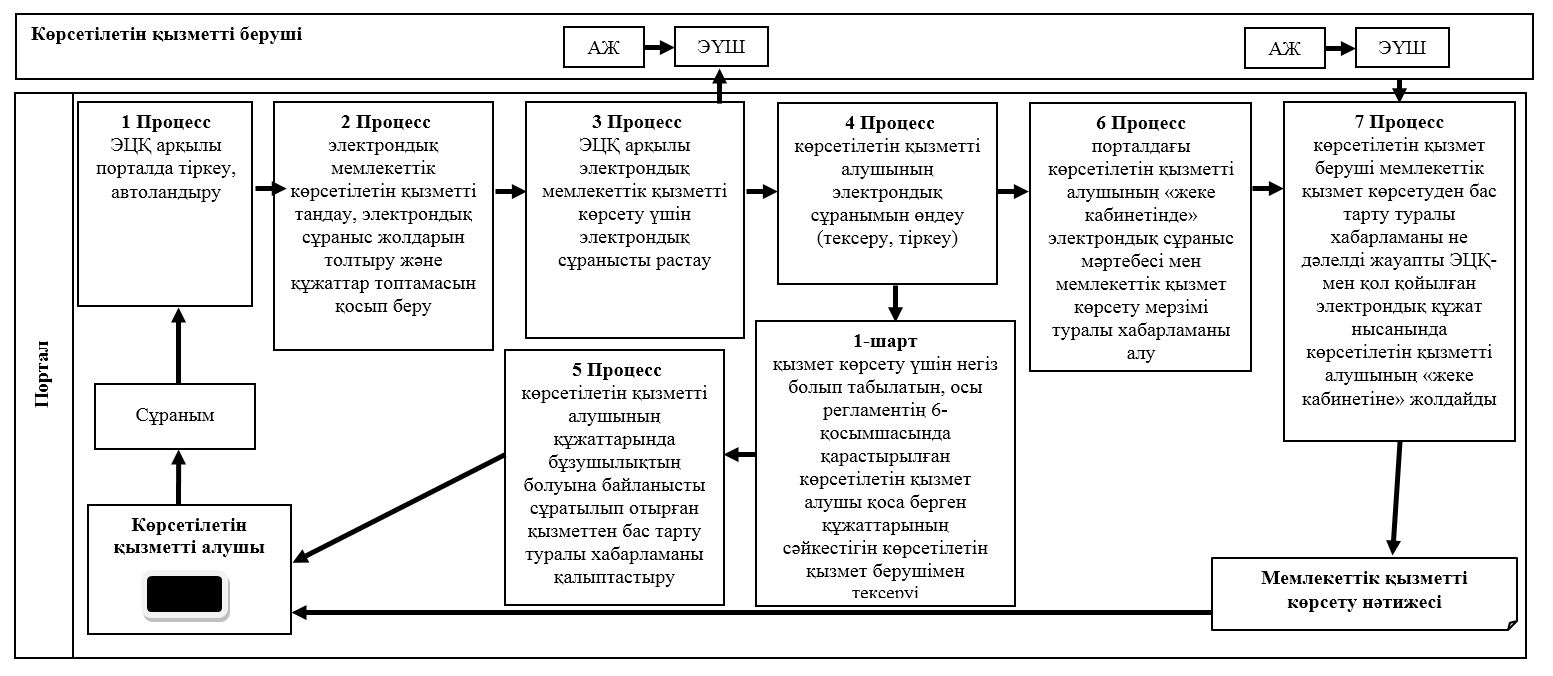 Көрсетілетін қызметті беруші
АЖ
ЭҮШ
АЖ
ЭҮШ
Портал
1 Процесс
ЭЦҚ арқылы
порталда тіркеу,
автоландыру
2 Процесс
электрондық
мемлекеттік
көрсетілетін қызметті
тандау, электрондық
сұраныс жолдарын
толтыру және
құжаттар топтамасын
қосып беру
3 Процесс
ЭЦҚ арқылы
электрондық
мемлекеттік қызметті
көрсету үшін
электрондық
сұранысты растау
4 Процесс
көрсетілетін қызметті
алушының
электрондық
сұранымын өңдеу
(тексеру, тіркеу)
6 Процесс
порталдағы
көрсетілетін қызметті
алушының «жеке
кабинетінде»
электрондық сұраныс
мәртебесі мен
мемлекеттік қызмет
көрсету мерзімі
туралы хабарламаны
алу
7 Процесс
көрсетілетін қызмет
беруші мемлекеттік
қызмет көрсетуден бас
тарту туралы
хабарламаны не
дәлелді жауапты ЭЦҚ-
мен қол қойылған
электрондық құжат
нысанында
көрсетілетін қызметті
алушының «жеке
кабинетіне» жолдайды
1-шарт
қызмет көрсету үшін негіз
болып табылатын, осы
регламентің 6-
қосымшасында
қарастырылған
көрсетілетін қызмет
алушы қоса берген
құжаттарының
сәйкестігін көрсетілетін
қызмет берушімен
тексеруі
5 Процесс
көрсетілетін қызметті
алушының
құжаттарында
бұзушылықтың
болуына байланысты
сұратылып отырған
қызметтен бас тарту
туралы хабарламаны
қалыптастыру
Сұраным
Көрсетілетін
қызметті алушы
Мемлекеттік қызметті
көрсету нәтижесі